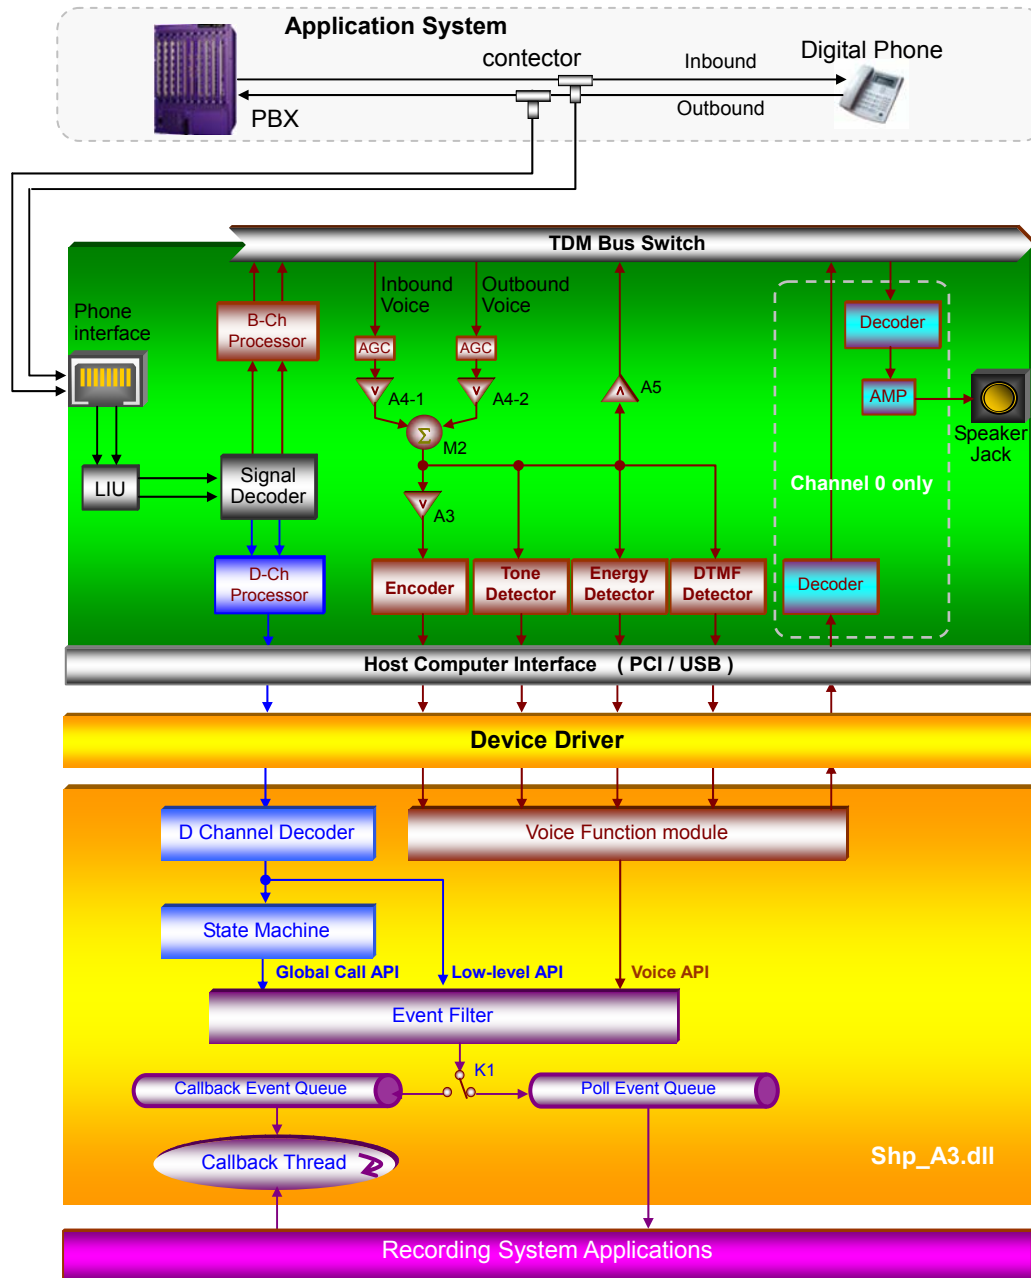 Application System
contector
Digital Phone
Inbound
Outbound
PBX
TDM Bus Switch
Inbound
Voice
Outbound
Voice
Phone
interface
B-Ch
Processor
AGC
AGC
Decoder
A4-1
A4-2
A5
AMP
Σ
M2
Speaker
Jack
LIU
Signal
Decoder
A3
Channel 0 only
D-Ch
Processor
Encoder
Tone
Detector
Energy
Detector
DTMF
Detector
Decoder
Host Computer Interface ( PCI / USB )
Device Driver
D Channel Decoder
Voice Function module
State Machine
Global Call API
Low-level API
Voice API
Event Filter
K1
Callback Event Queue
Poll Event Queue
Callback Thread
Shp_A3.dll
Recording System Applications